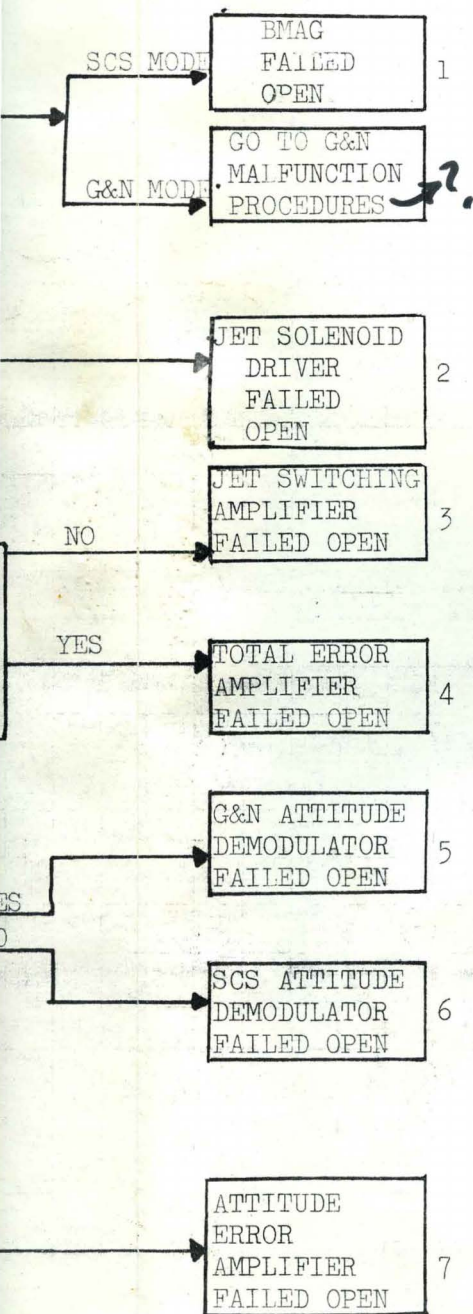 BMAG
SCS MODE FAILED 1
OPEN
GO TO G&N
MALFUNCTION
G&N MODE PROCEDURES ?
JET SOLENOID
DRIVER 2
FAILED
OPEN
JET SWITCHING
AMPLIFIER 3
NO FAILED OPEN
YES TOTAL ERROR
AMPLIFIER 4
FAILED OPEN
G&N ATTITUDE
DEMODULATOR 5
FAILED OPEN
SCS ATTITUDE
DEMODULATOR 6
FAILED OPEN
ATTITUDE
ERROR
AMPLIFIER 7
FAILED OPEN